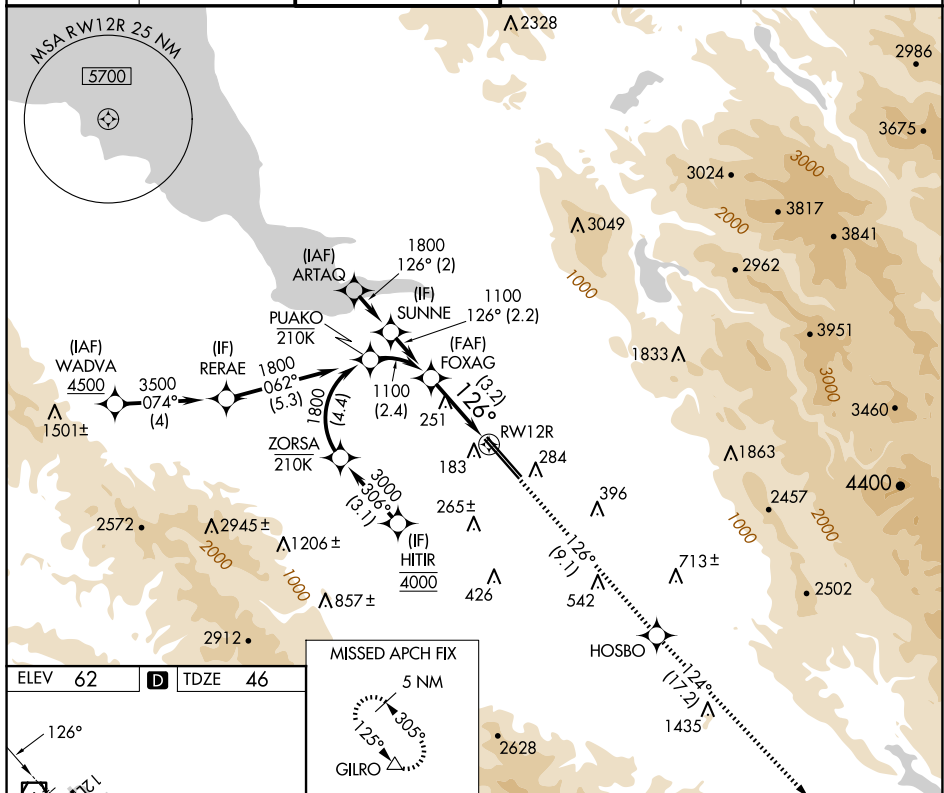 MSA RW12R 25 NM
5700
2328
2986
3675
3000
3024
3817
2000
3841
3049
2962
1000
1800
126° (2)
(IAF)
ARTAQ
(IF)
SUNNE
1100
126° (2.2)
PUAKO
210K
(FAF)
FOXAG
3951
1833
3000
(IAF)
WADVA
4500
3500
074°
(4)
(IF)
RERAE
1800
062°
(5.3)
1100
(2.4)
1800
(4.4)
(3.2)
126°
251
3460
1501±
RW12R
183
284
ZORSA
210K
3000
306°
(3.1)
1863
4400
2457
396
265±
2572
2945±
2000
1206±
1000
(IF)
HITIR
4000
126°
(9.1)
1000
2000
713±
426
542
2502
857±
2912
HOSBO
MISSED APCH FIX
5 NM
305°
125°
GILRO
124°
(17.2)
1435
2628
ELEV 62
D
TDZE 46
126°
12L